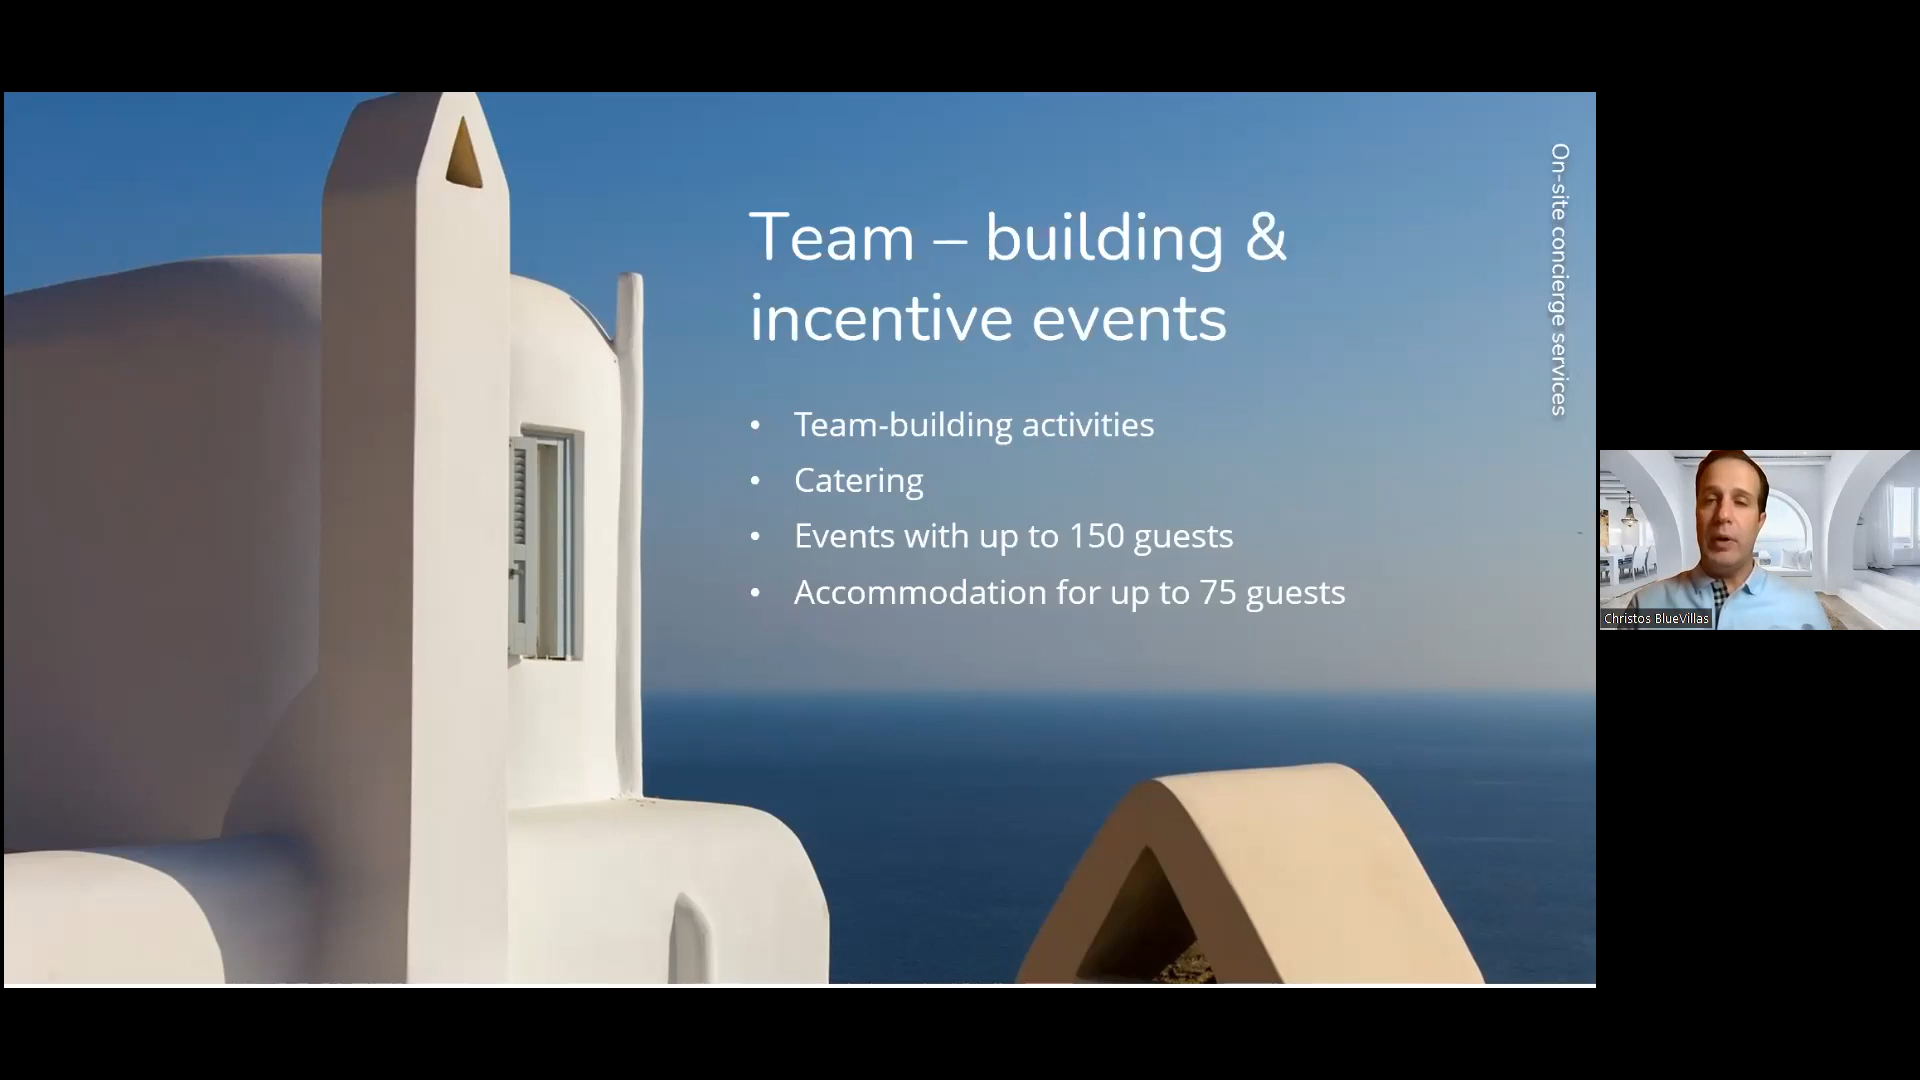 Team – building &
incentive events
• Team-building activities
• Catering
• Events with up to 150 guests
• Accommodation for up to 75 guests
On-site concierge services
Christos BlueVillas